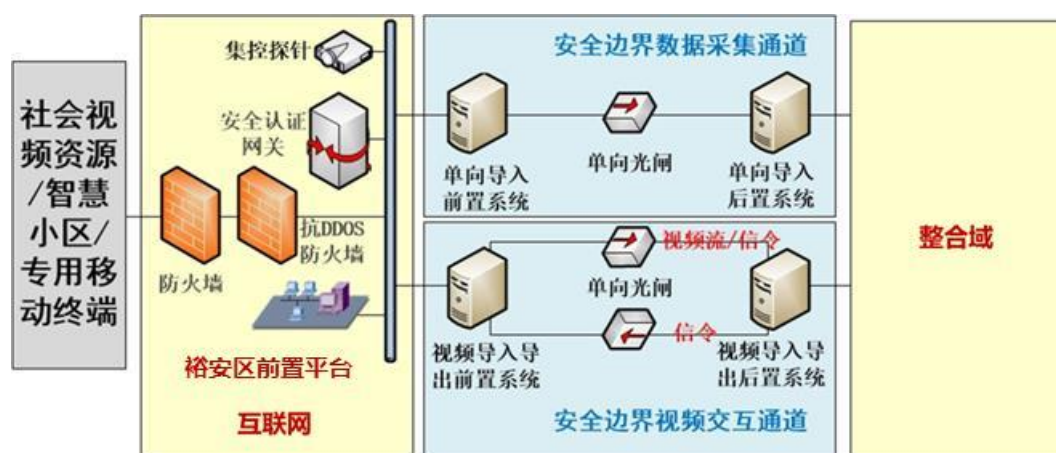 社会视
频资源
/智慧
小区/
专用移
动终端
集控探针
安全认证
网关
防火墙
抗DDOS
防火墙
裕安区前置平台
互联网
安全边界数据采集通道
单向导入
前置系统
单向光闸
单向导入
后置系统
视频流/信令
单向光闸
信令
视频导入导
出前置系统
视频导入导
出后置系统
安全边界视频交互通道
整合域